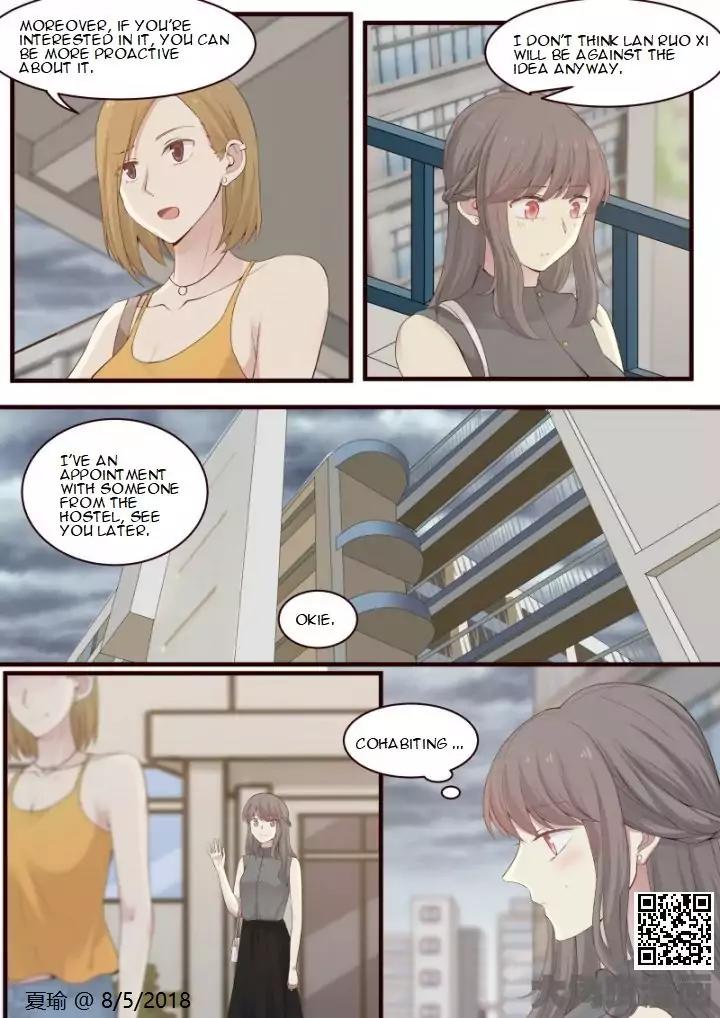 MOREOVER, IF YOU'RE
INTERESTED IN IT, YOU CAN
BE MORE PROACTIVE
ABOUT IT.
I DON'T THINK LAN RUO XI
WILL BE AGAINST THE
IDEA ANYWAY.
I'VE AN
APPOINTMENT
WITH SOMEONE
FROM THE
HOSTEL, SEE
YOU LATER.
OKIE.
COHABITING ...
夏瑜 @ 8/5/2018